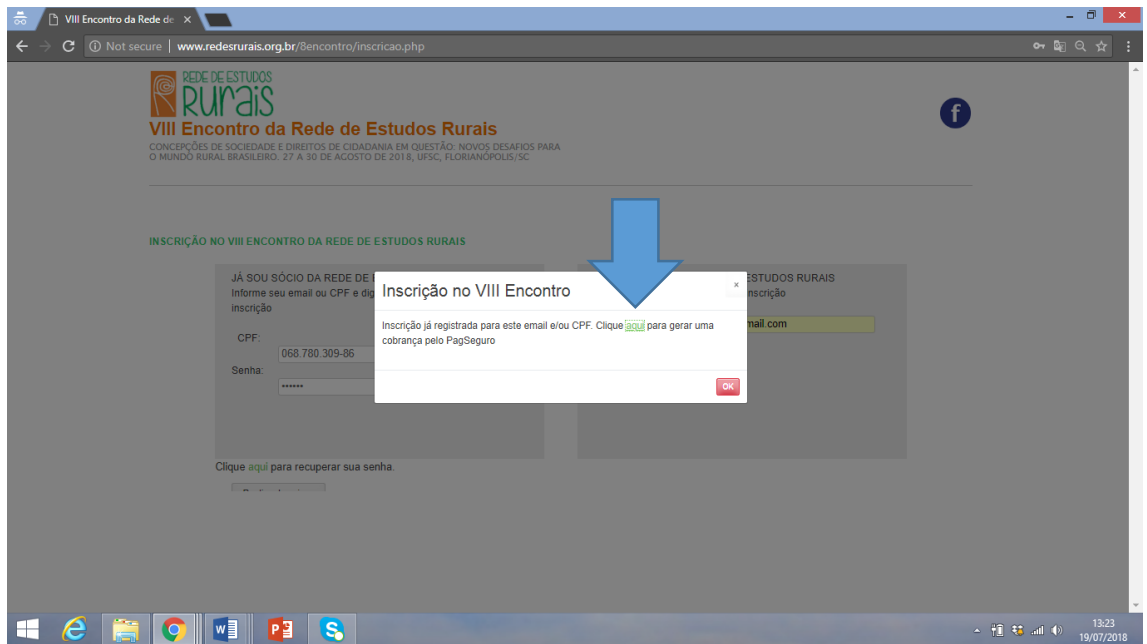 VIII Encontro da Rede de
Not secure | www.redesrurais.org.br/8encontro/inscricao.php
REDE DE ESTUDOS
RURAIS
VIII Encontro da Rede de Estudos Rurais
CONCEPÇÕES DE SOCIEDADE E DIREITOS DE CIDADANIA EM QUESTÃO: NOVOS DESAFIOS PARA
O MUNDO RURAL BRASILEIRO. 27 A 30 DE AGOSTO DE 2018, UFSC, FLORIANÓPOLIS/SC
f
INSCRIÇÃO NO VIII ENCONTRO DA REDE DE ESTUDOS RURAIS
JÁ SOU SÓCIO DA REDE DE
Informe seu email ou CPF e dig
inscrição
CPF:
068.780.309-86
Senha:
••••••
ESTUDOS RURAIS
inscrição
mail.com
Inscrição no VIII Encontro
x
Inscrição já registrada para este email e/ou CPF. Clique aqui para gerar uma
cobrança pelo PagSeguro
OK
Clique aqui para recuperar sua senha.
13:23
19/07/2018